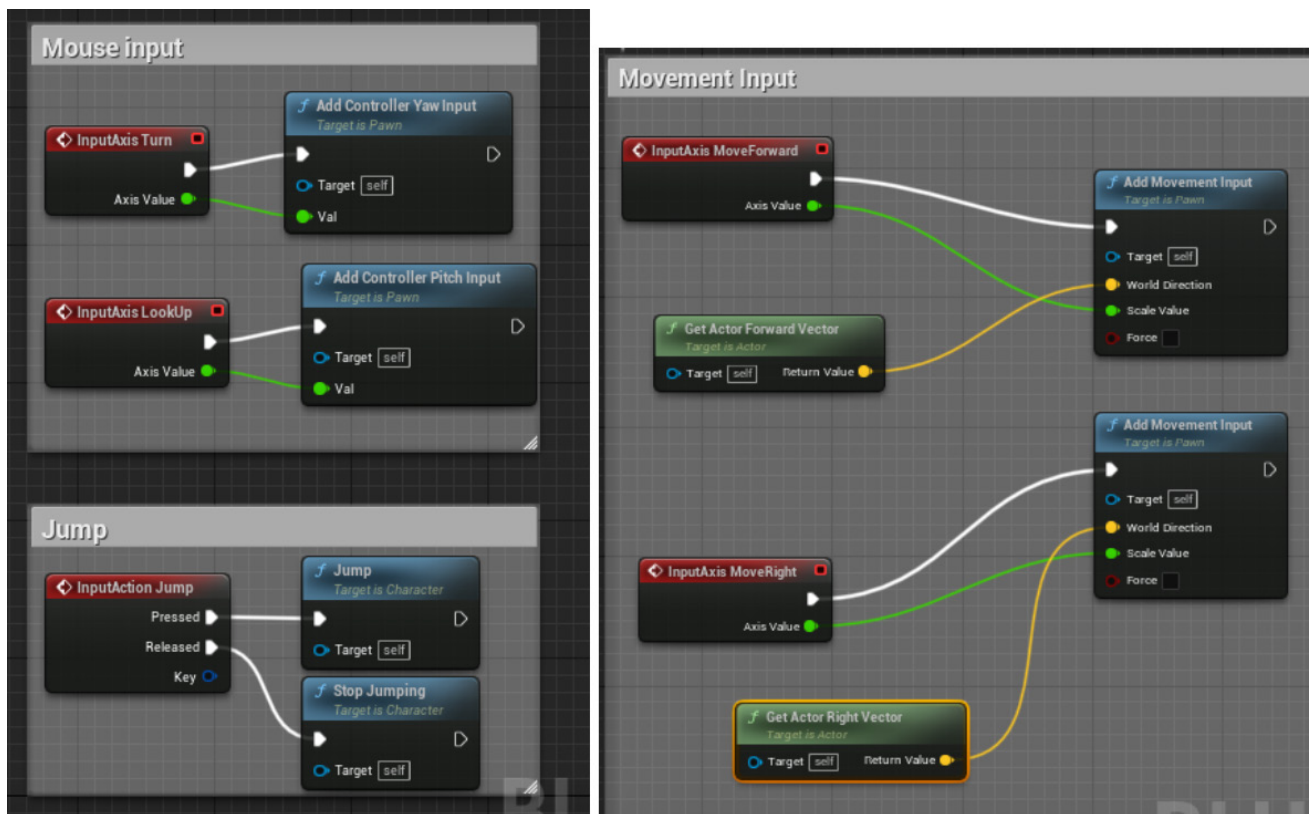 Mouse input
InputAxis Turn
Axis Value
Add Controller Yaw Input
Target is Pawn
Target self
Val
InputAxis LookUp
Axis Value
Add Controller Pitch Input
Target is Pawn
Target self
Val
Jump
InputAction Jump
Pressed
Released
Key
Jump
Target is Character
Target self
Stop Jumping
Target is Character
Target self
Movement Input
InputAxis MoveForward
Axis Value
Add Movement Input
Target is Pawn
Target self
World Direction
Scale Value
Force
Get Actor Forward Vector
Target is Actor
Target self Return Value
Add Movement Input
Target is Pawn
Target self
World Direction
Scale Value
Force
InputAxis MoveRight
Axis Value
Get Actor Right Vector
Target is Actor
Target self Return Value